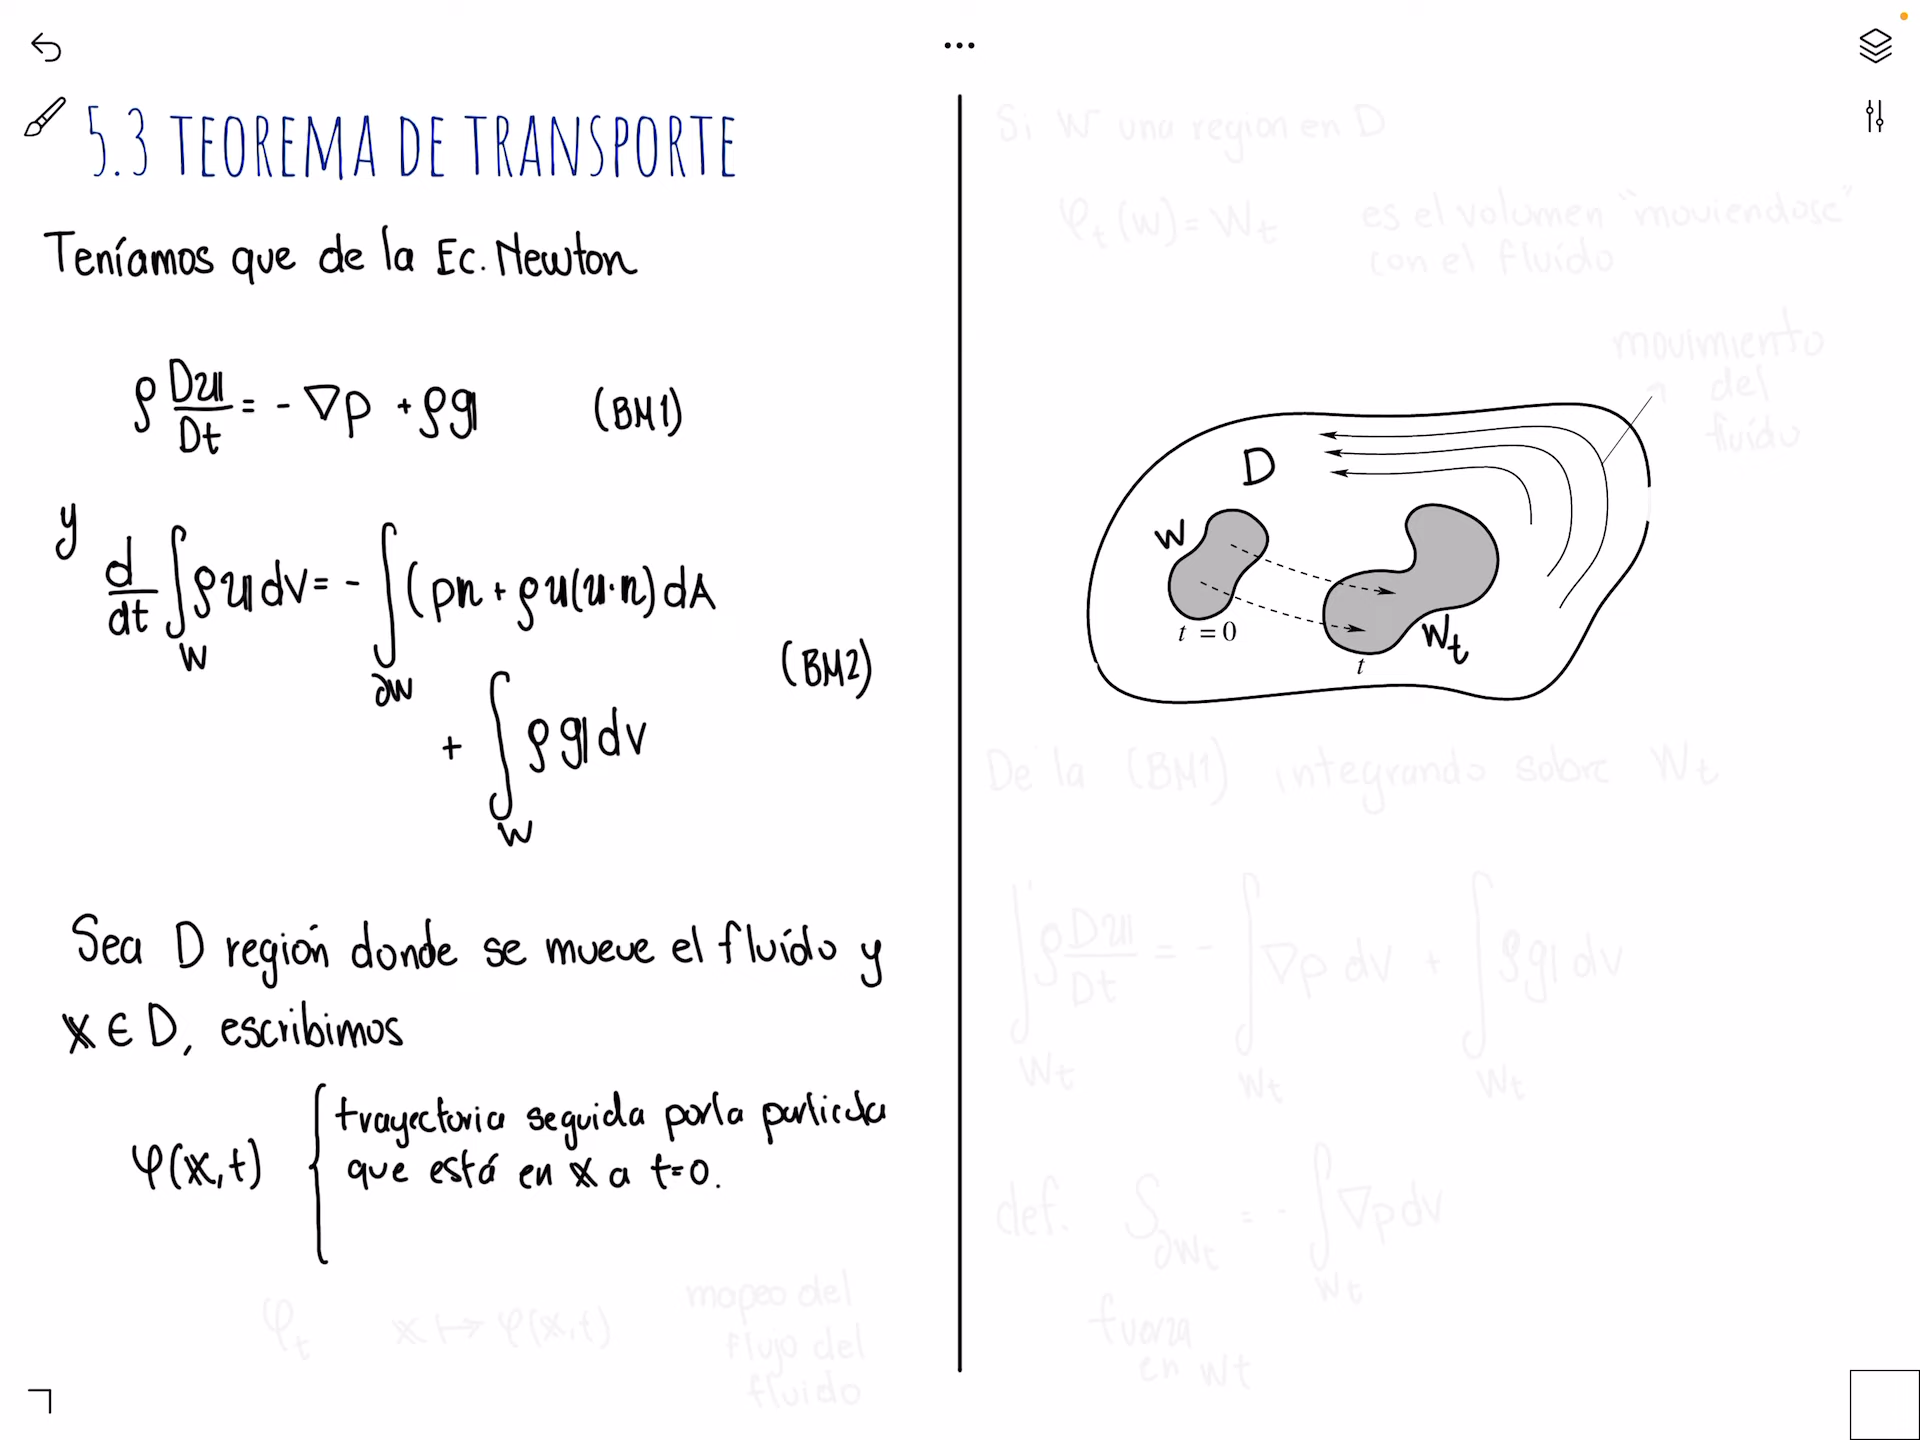 5.3 TEOREMA DE TRANSPORTE
Teníamos que de la Ec. Newton
ρ Du/Dt = - ∇p + ρg (BM1)
y d/dt ∫_W ρu dV = - ∫_∂W (pn + ρu(u·n) dA
+ ∫_W ρg dV (BM2)
Sea D región donde se mueve el fluído y
x ∈ D, escribimos
φ(x,t) { trayectoria seguida por la particula
que está en x a t=0.
φ_t x ↦ φ(x,t) mapeo del
flujo del
fluido
Si W una region en D
φ_t(W) = W_t es el volumen "moviendose"
con el fluído
movimiento
del
fluído
D
W
t = 0
W_t
t
De la (BM1) integrando sobre W_t
∫_Wt ρ Du/Dt = - ∫_Wt ∇p dV + ∫_Wt ρg dV
def. S_∂Wt = - ∫_Wt ∇p dV
fuerza
en Wt